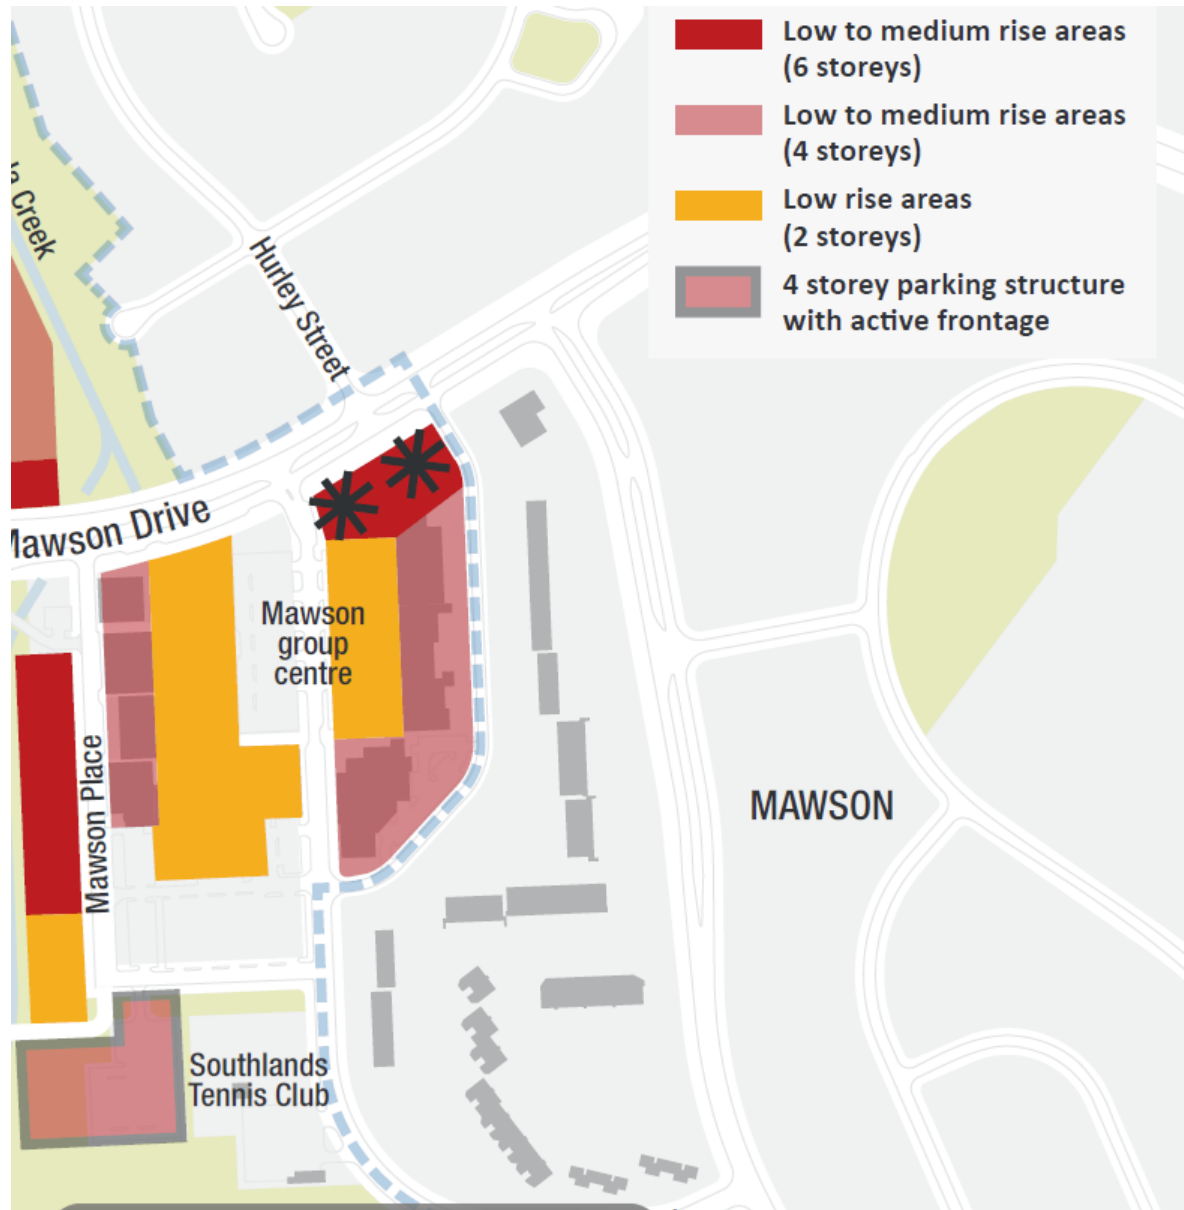 Low to medium rise areas
(6 storeys)
Low to medium rise areas
(4 storeys)
Low rise areas
(2 storeys)
4 storey parking structure
with active frontage
Creek
Hurley Street
Mawson Drive
Mawson
group
centre
Mawson Place
MAWSON
Southlands
Tennis Club